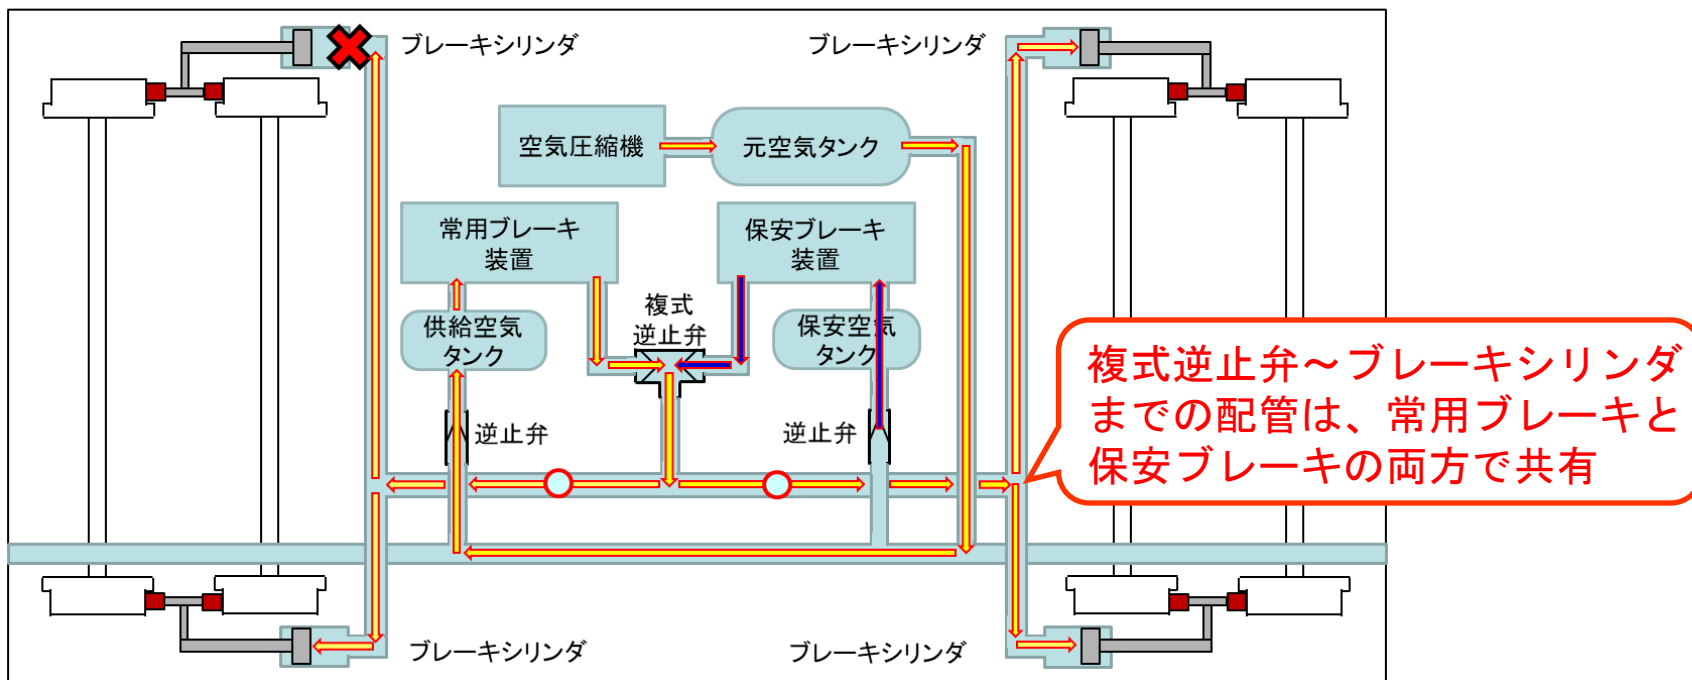 ブレーキシリンダ
ブレーキシリンダ
空気圧縮機
元空気タンク
常用ブレーキ
装置
保安ブレーキ
装置
複式
逆止弁
供給空気
タンク
保安空気
タンク
逆止弁
逆止弁
複式逆止弁～ブレーキシリンダ
までの配管は、常用ブレーキと
保安ブレーキの両方で共有
ブレーキシリンダ
ブレーキシリンダ